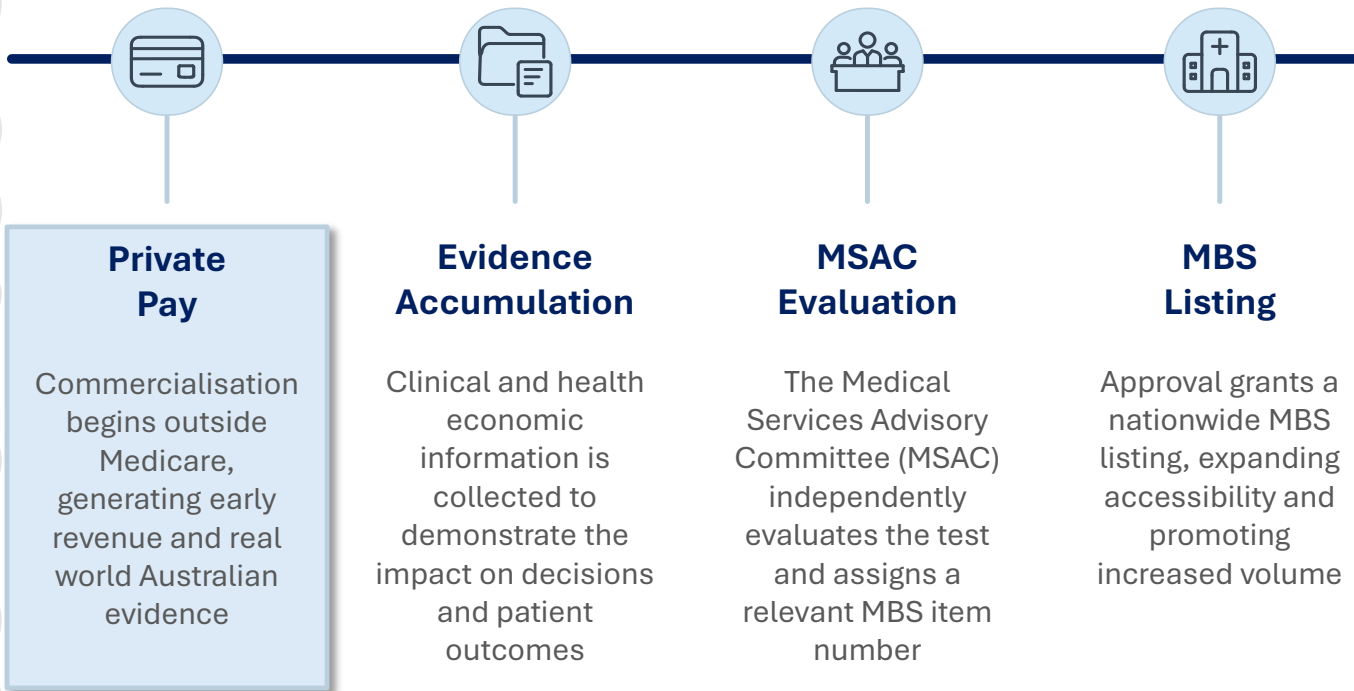 Private
Pay
Commercialisation
begins outside
Medicare,
generating early
revenue and real
world Australian
evidence
Evidence
Accumulation
Clinical and health
economic
information is
collected to
demonstrate the
impact on decisions
and patient
outcomes
MSAC
Evaluation
The Medical
Services Advisory
Committee (MSAC)
independently
evaluates the test
and assigns a
relevant MBS item
number
MBS
Listing
Approval grants a
nationwide MBS
listing, expanding
accessibility and
promoting
increased volume